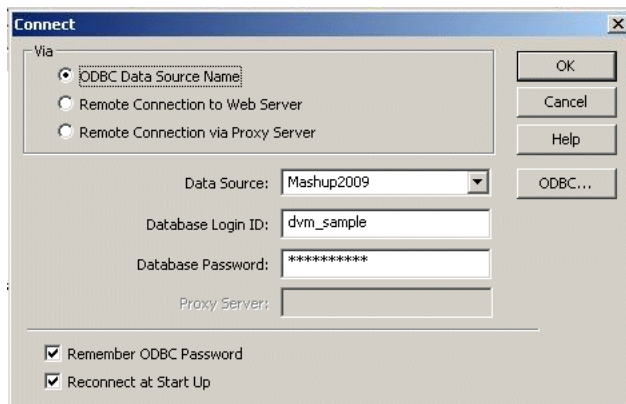 Connect
Via
ODBC Data Source Name
Remote Connection to Web Server
Remote Connection via Proxy Server
OK
Cancel
Help
ODBC...
Data Source: Mashup2009
Database Login ID: dvm_sample
Database Password: **********
Proxy Server:
Remember ODBC Password
Reconnect at Start Up